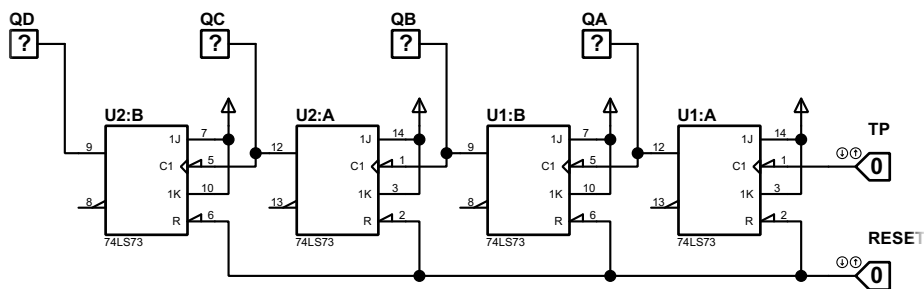 QD QC QB QA
? ? ? ?
U2:B U2:A U1:B U1:A TP
9 1J 7 12 1J 14 9 1J 7 12 1J 14
C1 5 C1 1 C1 5 C1 1 0
1K 10 1K 3 1K 10 1K 3
8 R 6 13 R 2 8 R 6 13 R 2
74LS73 74LS73 74LS73 74LS73 RESET
0